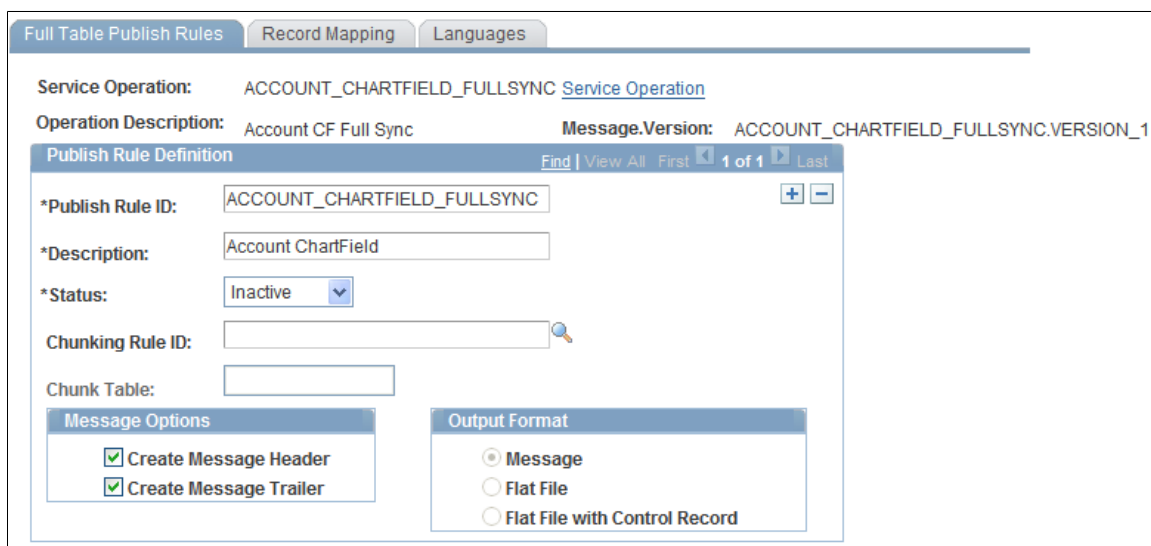 Full Table Publish Rules Record Mapping Languages
Service Operation: ACCOUNT_CHARTFIELD_FULLSYNC Service Operation
Operation Description: Account CF Full Sync Message.Version: ACCOUNT_CHARTFIELD_FULLSYNC.VERSION_1
Publish Rule Definition Find | View All First 1 of 1 Last
*Publish Rule ID: ACCOUNT_CHARTFIELD_FULLSYNC
*Description: Account ChartField
*Status: Inactive
Chunking Rule ID:
Chunk Table:
Message Options Output Format
Create Message Header Message
Create Message Trailer Flat File
Flat File with Control Record